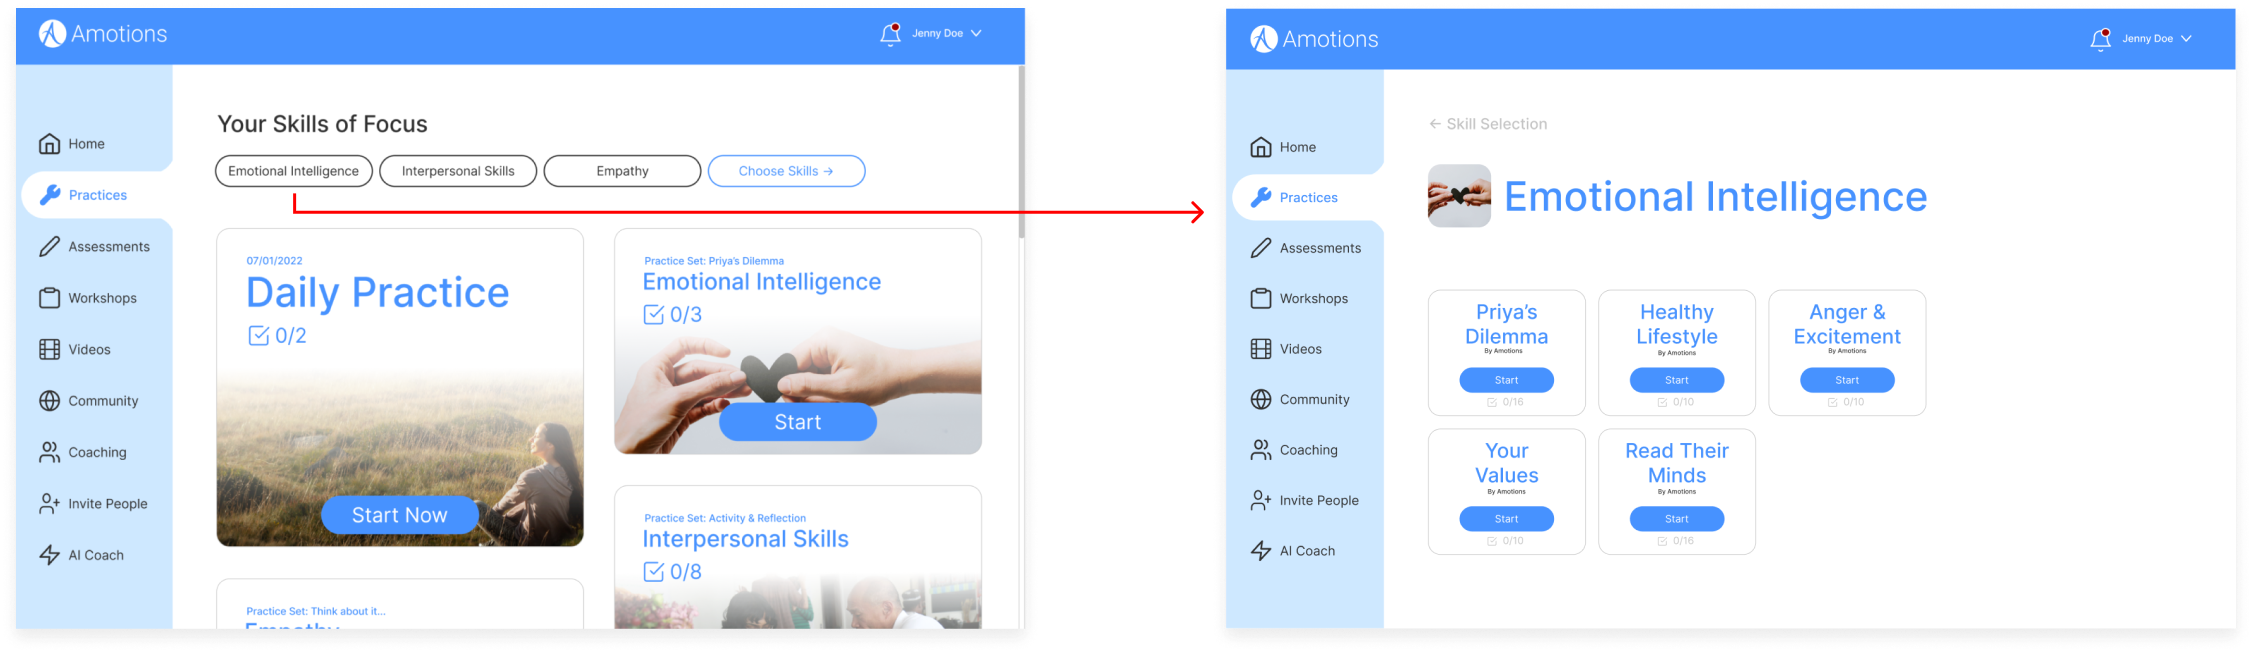 Amotions
Jenny Doe
Home
Practices
Assessments
Workshops
Videos
Community
Coaching
Invite People
AI Coach
Your Skills of Focus
Emotional Intelligence
Interpersonal Skills
Empathy
Choose Skills →
07/01/2022
Daily Practice
0/2
Start Now
Practice Set: Priya's Dilemma
Emotional Intelligence
0/3
Start
Practice Set: Activity & Reflection
Interpersonal Skills
0/8
Practice Set: Think about it...
Empathy
Amotions
Jenny Doe
Home
Practices
Assessments
Workshops
Videos
Community
Coaching
Invite People
AI Coach
← Skill Selection
Emotional Intelligence
Priya's
Dilemma
By Amotions
Start
0/16
Healthy
Lifestyle
By Amotions
Start
0/10
Anger &
Excitement
By Amotions
Start
0/10
Your
Values
By Amotions
Start
0/10
Read Their
Minds
By Amotions
Start
0/16